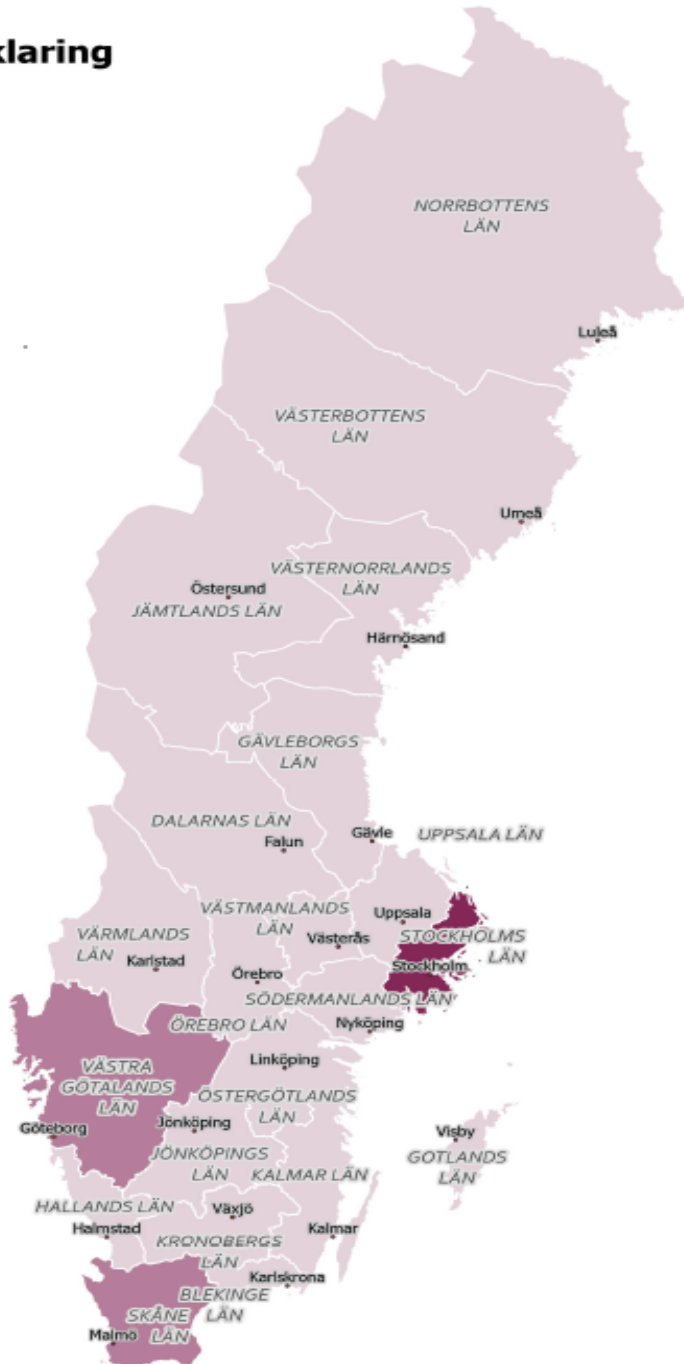 klaring
NORRBOTTENS
LÄN
Luleå
VÄSTERBOTTENS
LÄN
Umeå
VÄSTERNORRLANDS
LÄN
Östersund
JÄMTLANDS LÄN
Härnösand
GÄVLEBORGS
LÄN
DALARNAS LÄN
Falun
Gävle
UPPSALA LÄN
VÄSTMANLANDS
LÄN
Uppsala
VÄRMLANDS
LÄN
Västerås
STOCKHOLMS
LÄN
Karlstad
Stockholm
Örebro
SÖDERMANLANDS LÄN
ÖREBRO LÄN
Nyköping
VÄSTRA
GÖTALANDS
LÄN
Linköping
ÖSTERGÖTLANDS
LÄN
Göteborg
Jönköping
Visby
GOTLANDS
LÄN
JÖNKÖPINGS
LÄN
KALMAR LÄN
HALLANDS LÄN
Växjö
Halmstad
Kalmar
KRONOBERGS
LÄN
Karlskrona
BLEKINGE
LÄN
SKÅNE
LÄN
Malmö